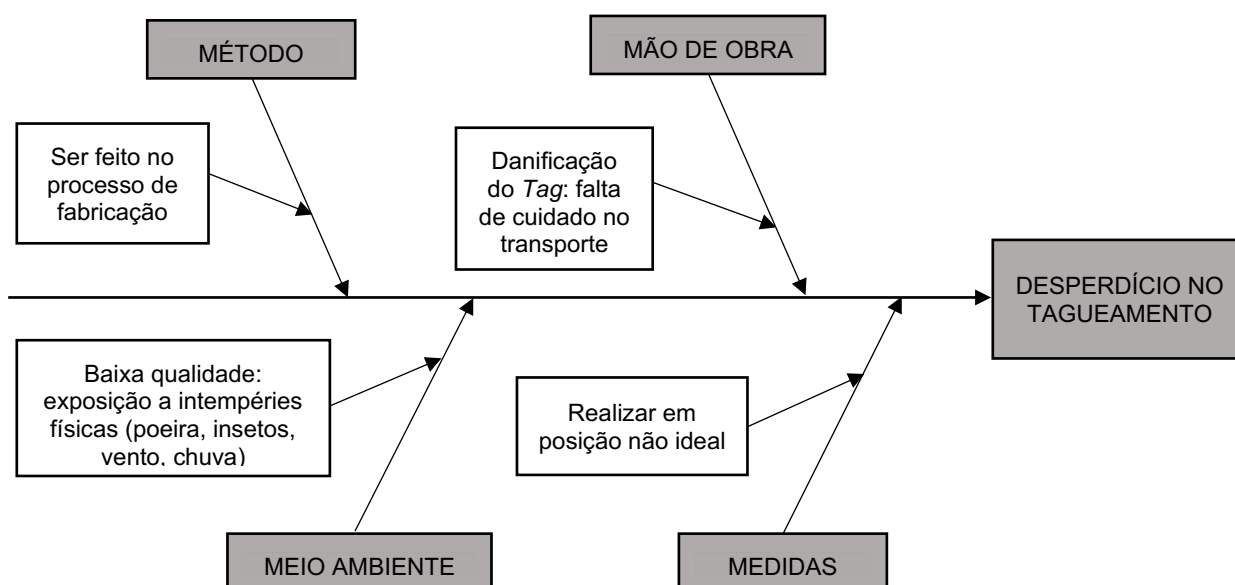 MÉTODO
MÃO DE OBRA
Ser feito no
processo de
fabricação
Danificação
do Tag: falta
de cuidado no
transporte
DESPERDÍCIO NO
TAGUEAMENTO
Baixa qualidade:
exposição a intempéries
físicas (poeira, insetos,
vento, chuva)
Realizar em
posição não ideal
MEIO AMBIENTE
MEDIDAS